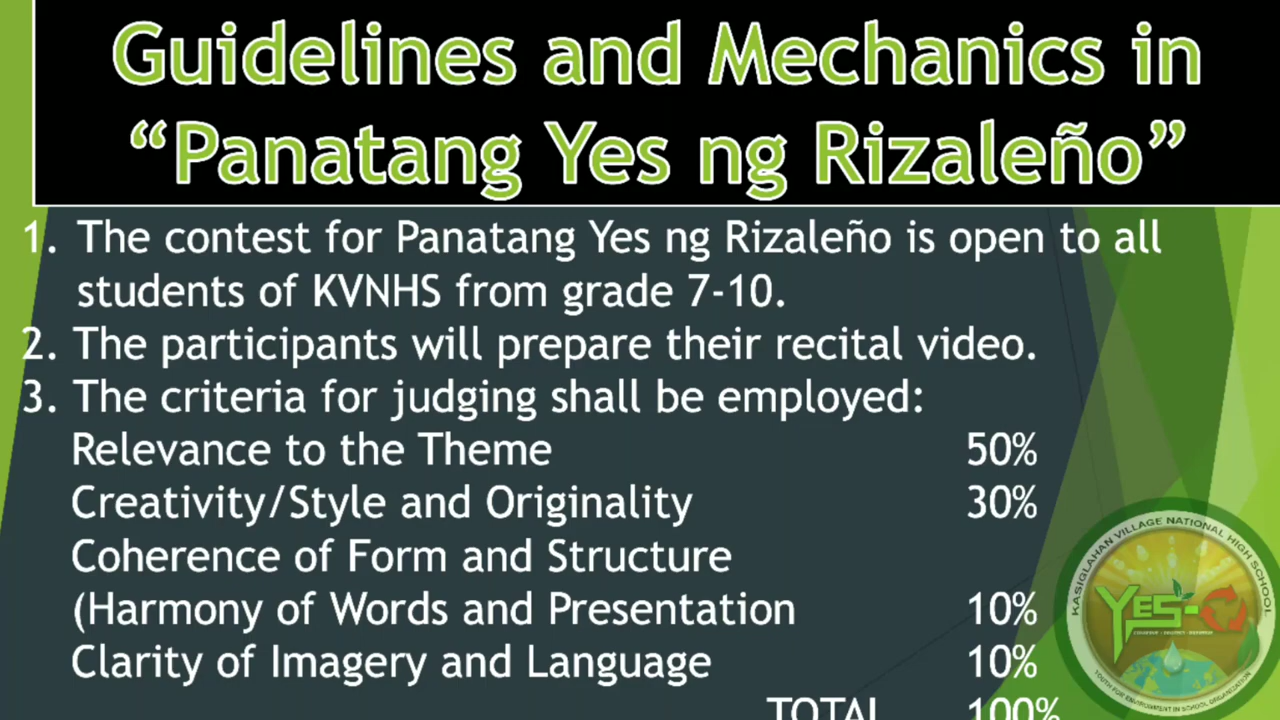 Guidelines and Mechanics in
“Panatang Yes ng Rizaleño”
1. The contest for Panatang Yes ng Rizaleño is open to all
students of KVNHS from grade 7-10.
2. The participants will prepare their recital video.
3. The criteria for judging shall be employed:
Relevance to the Theme 50%
Creativity/Style and Originality 30%
Coherence of Form and Structure
(Harmony of Words and Presentation 10%
Clarity of Imagery and Language 10%
TOTAL 100%
KASIGLAHAN VILLAGE NATIONAL HIGH SCHOOL
YES-O
YOUTH FOR ENVIRONMENT IN SCHOOL ORGANIZATION